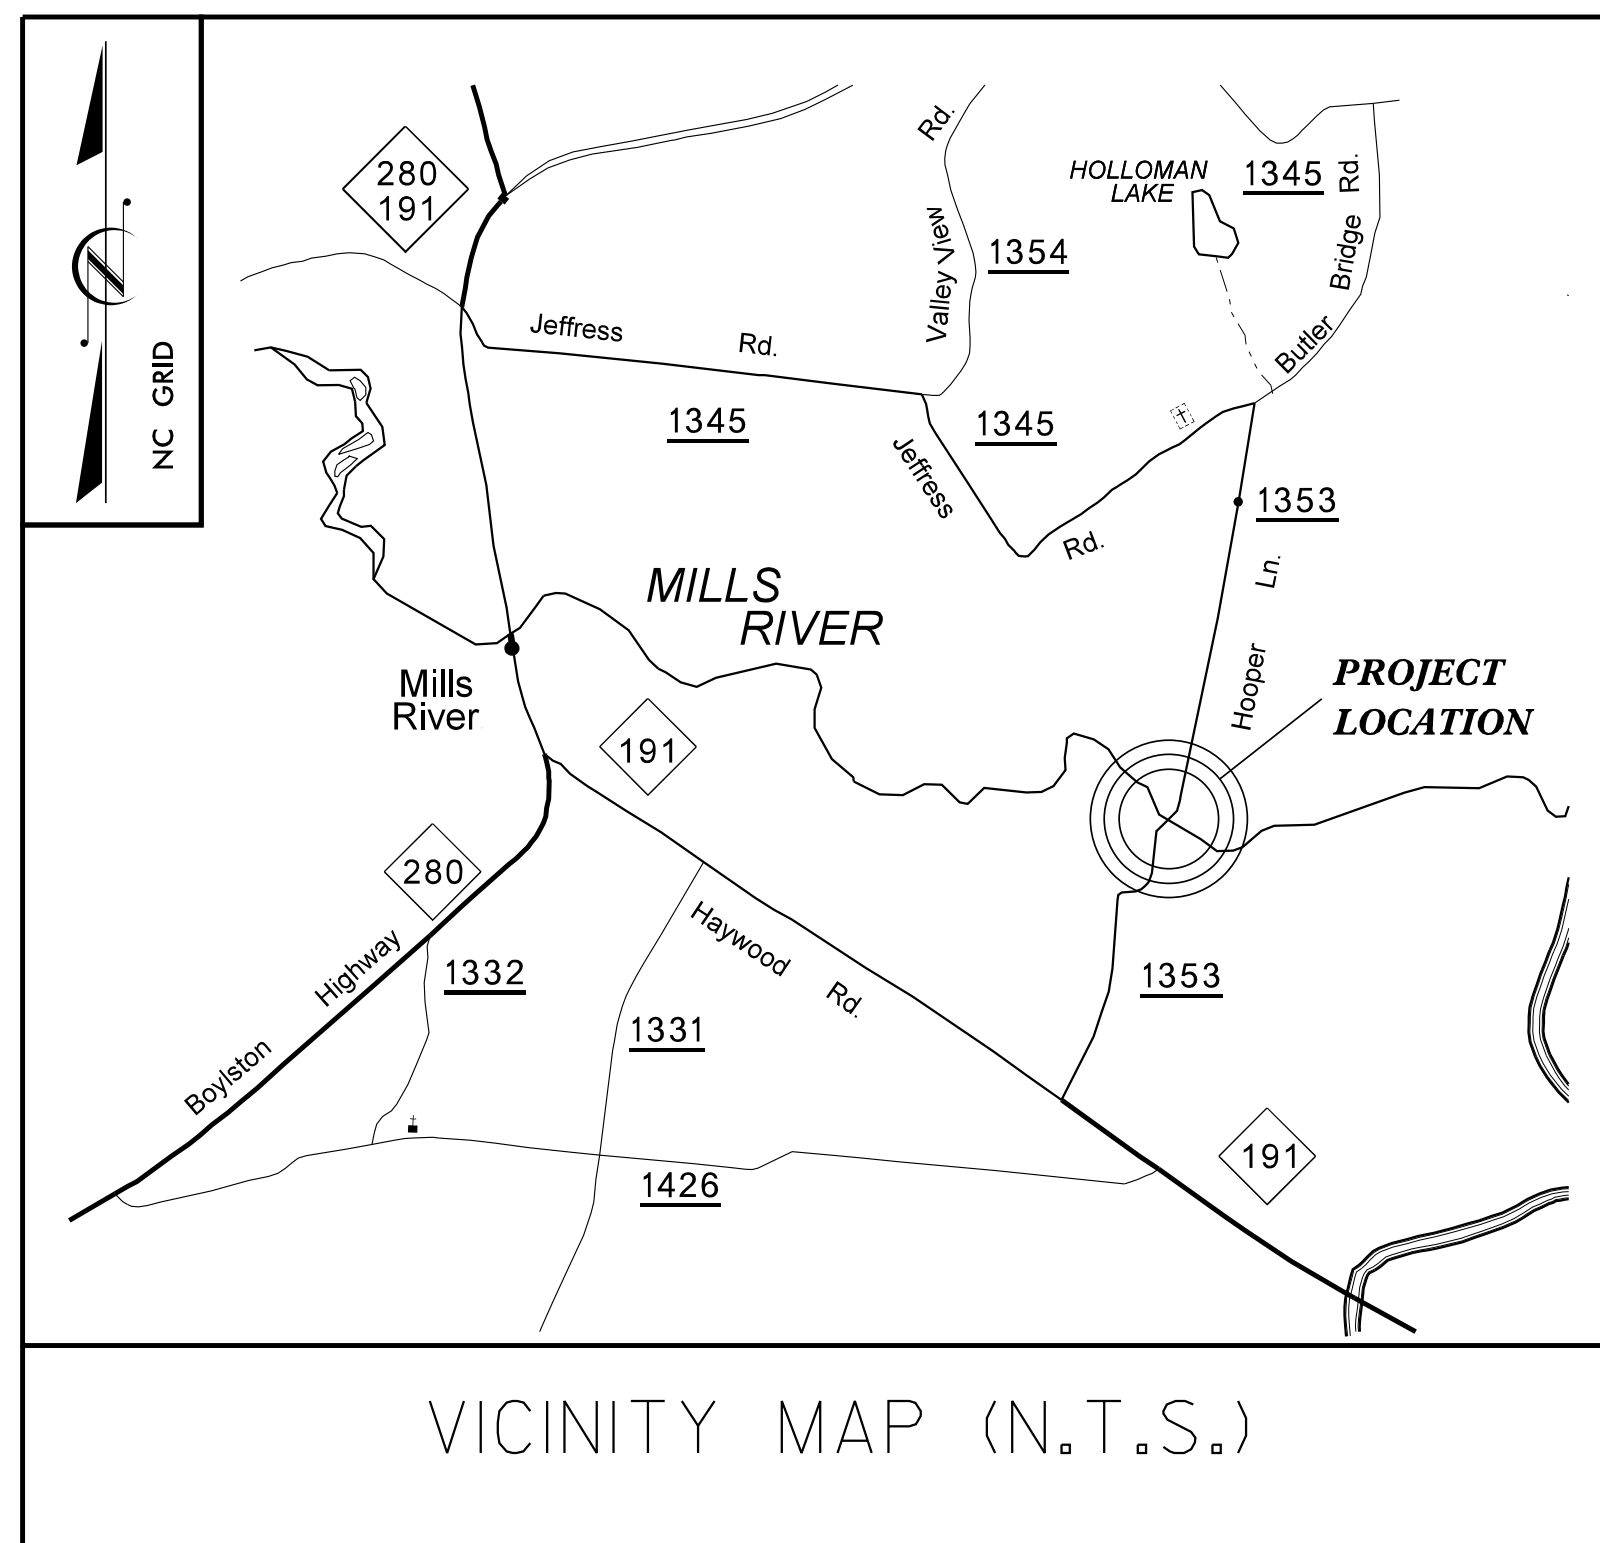 NC GRID
280
191
Rd.
HOLLOMAN
LAKE
1345
Rd.
Valley View
1354
Bridge
Jeffress
Rd.
Butler
1345
1345
Jeffress
1353
Rd.
Ln.
MILLS
RIVER
Mills
River
Hooper
PROJECT
LOCATION
191
280
Haywood
Highway
1332
1353
Rd.
1331
Boylston
191
1426
VICINITY MAP (N.T.S.)